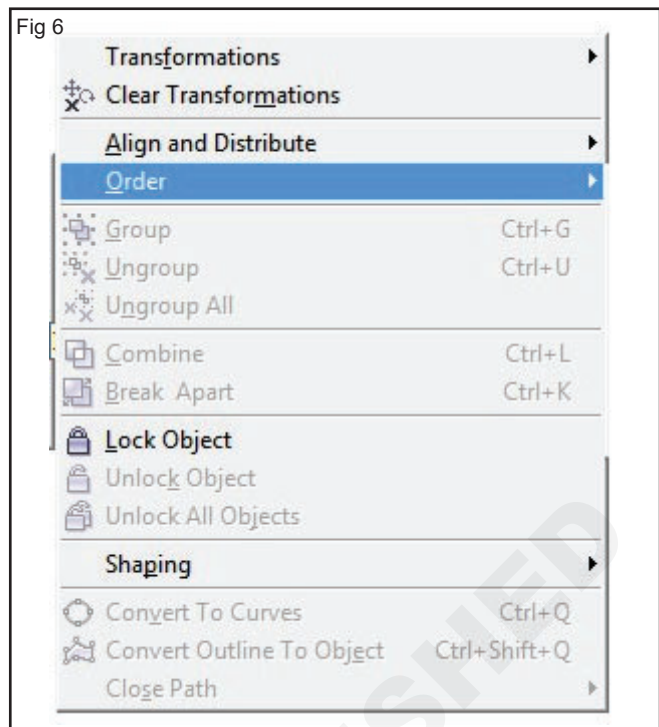 Fig 6
Transformations
Clear Transformations
Align and Distribute
Order
Group Ctrl+G
Ungroup Ctrl+U
Ungroup All
Combine Ctrl+L
Break Apart Ctrl+K
Lock Object
Unlock Object
Unlock All Objects
Shaping
Convert To Curves Ctrl+Q
Convert Outline To Object Ctrl+Shift+Q
Close Path